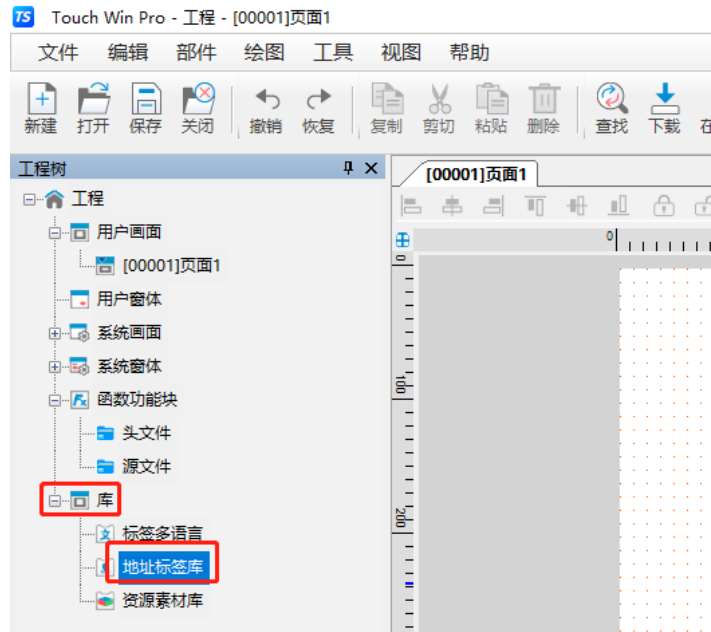 TS Touch Win Pro - 工程 - [00001]页面1
文件 编辑 部件 绘图 工具 视图 帮助
新建 打开 保存 关闭 撤销 恢复 复制 剪切 粘贴 删除 查找 下载 在
工程树
[00001]页面1
工程
用户画面
0
[00001]页面1
0
用户窗体
系统画面
系统窗体
100
函数功能块
头文件
源文件
库
200
标签多语言
地址标签库
资源素材库